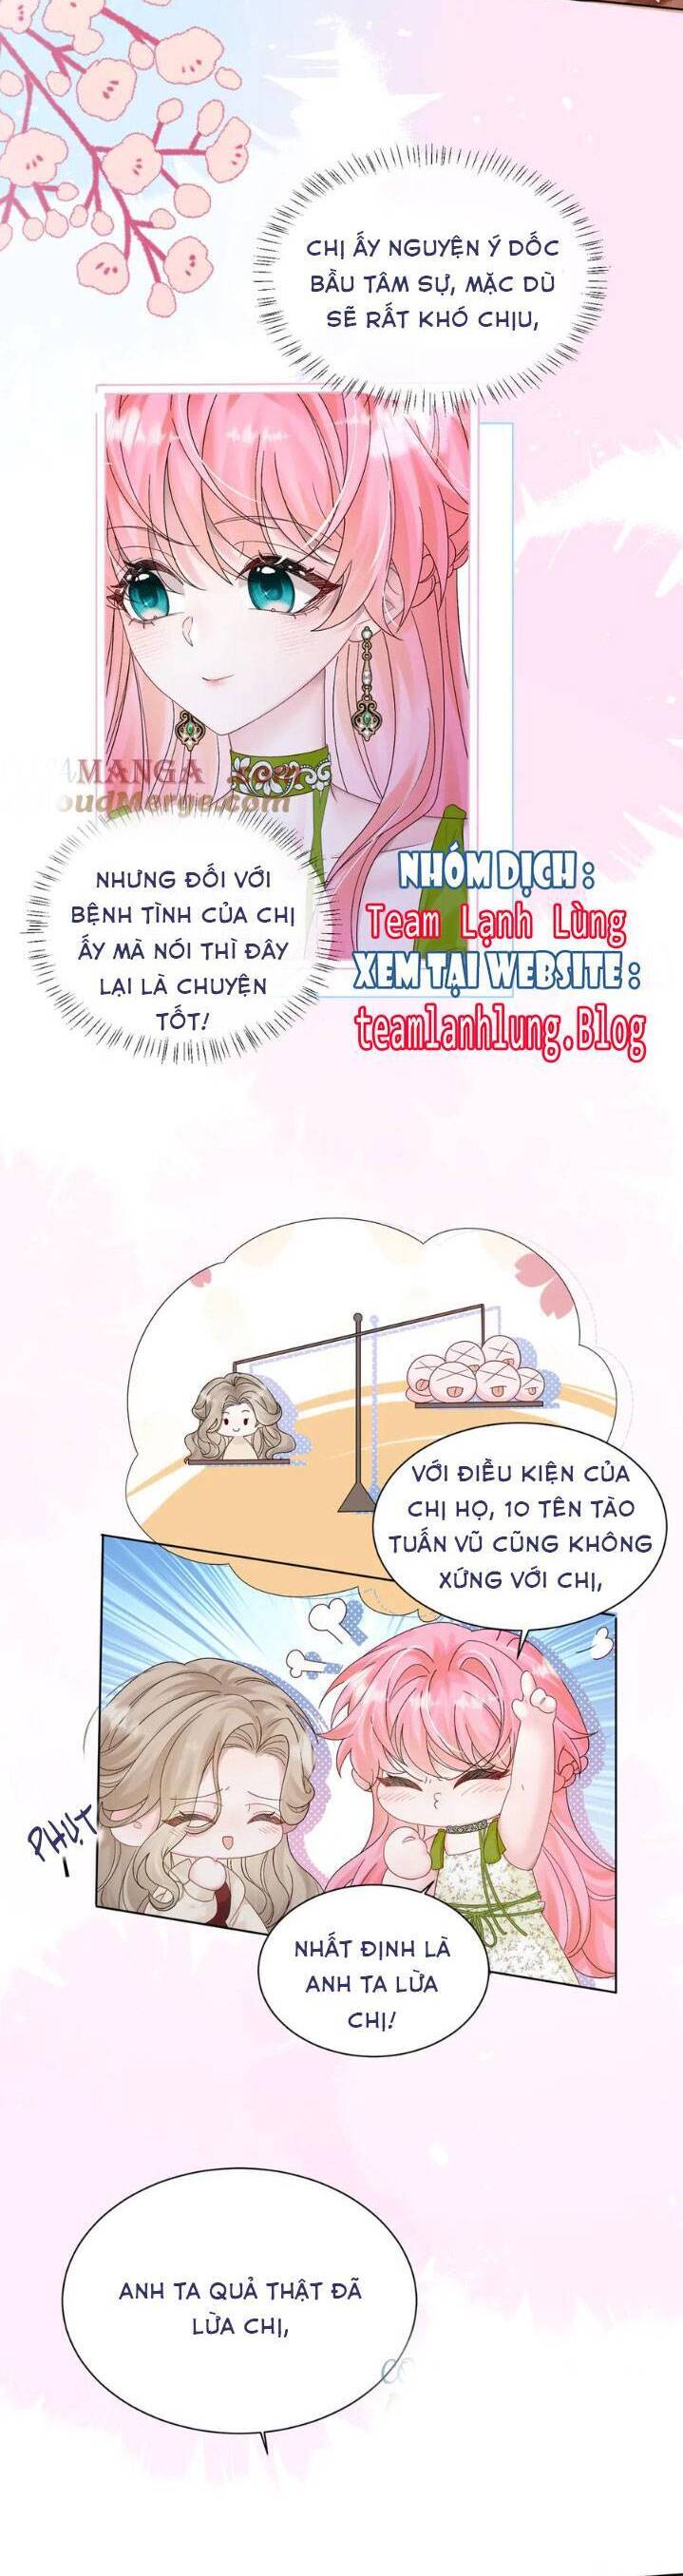 CHỊ ẤY NGUYỆN Ý DỐC
BẦU TÂM SỰ, MẶC DÙ
SẼ RẤT KHÓ CHỊU,
MANGA
oudMerge.com
NHƯNG ĐỐI VỚI
BỆNH TÌNH CỦA CHỊ
ẤY MÀ NÓI THÌ ĐÂY
LẠI LÀ CHUYỆN
TỐT!
NHÓM DỊCH :
Team Lạnh Lùng
XEM TẠI WEBSITE :
teamlanhlung.Blog
VỚI ĐIỀU KIỆN CỦA
CHỊ HỌ, 10 TÊN TÀO
TUẤN VŨ CŨNG KHÔNG
XỨNG VỚI CHỊ,
PHỤT
NHẤT ĐỊNH LÀ
ANH TA LỪA
CHỊ!
ANH TA QUẢ THẬT ĐÃ
LỪA CHỊ,